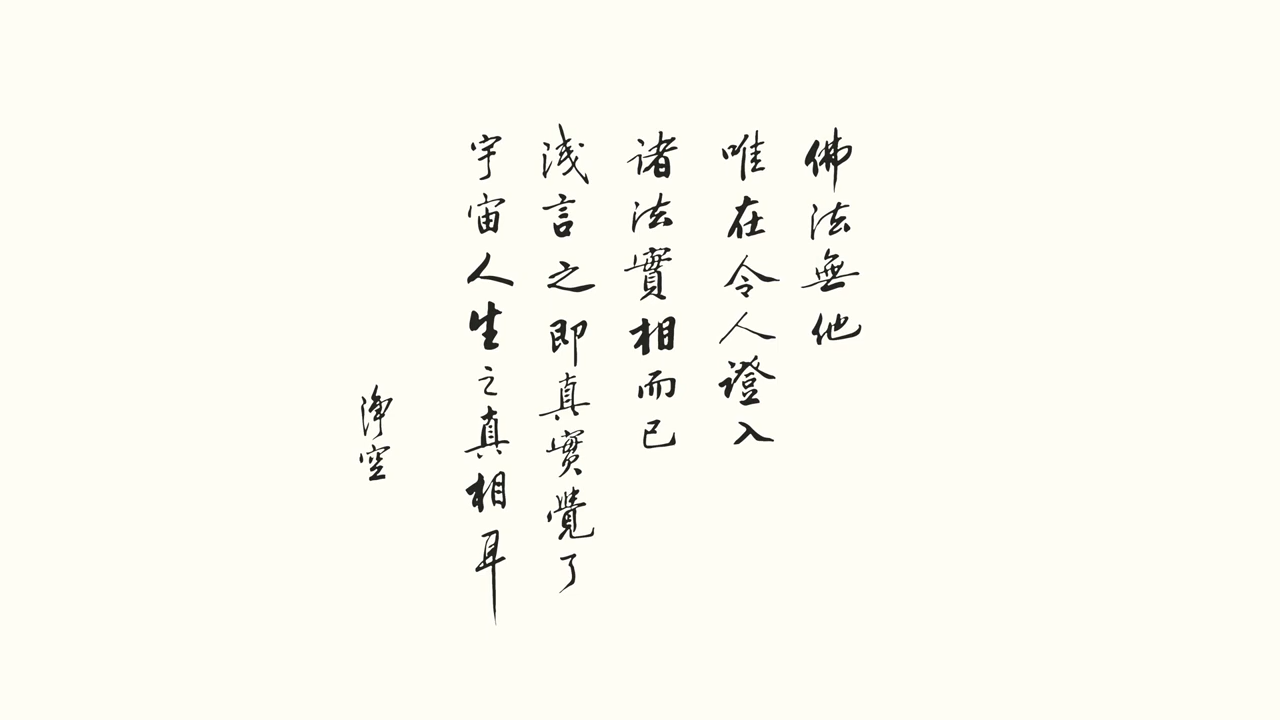 佛法無他
唯在令人證入
諸法實相而已
淺言之即真實覺了
宇宙人生之真相耳
淨空